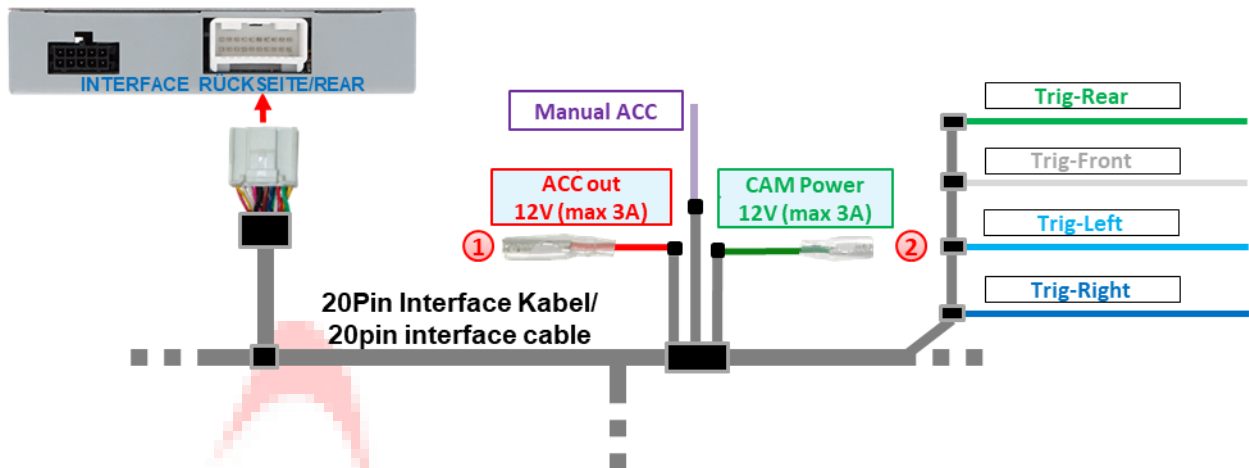 INTERFACE RÜCKSEITE/REAR
Manual ACC
ACC out
12V (max 3A)
CAM Power
12V (max 3A)
1
2
Trig-Rear
Trig-Front
Trig-Left
Trig-Right
20Pin Interface Kabel/
20pin interface cable